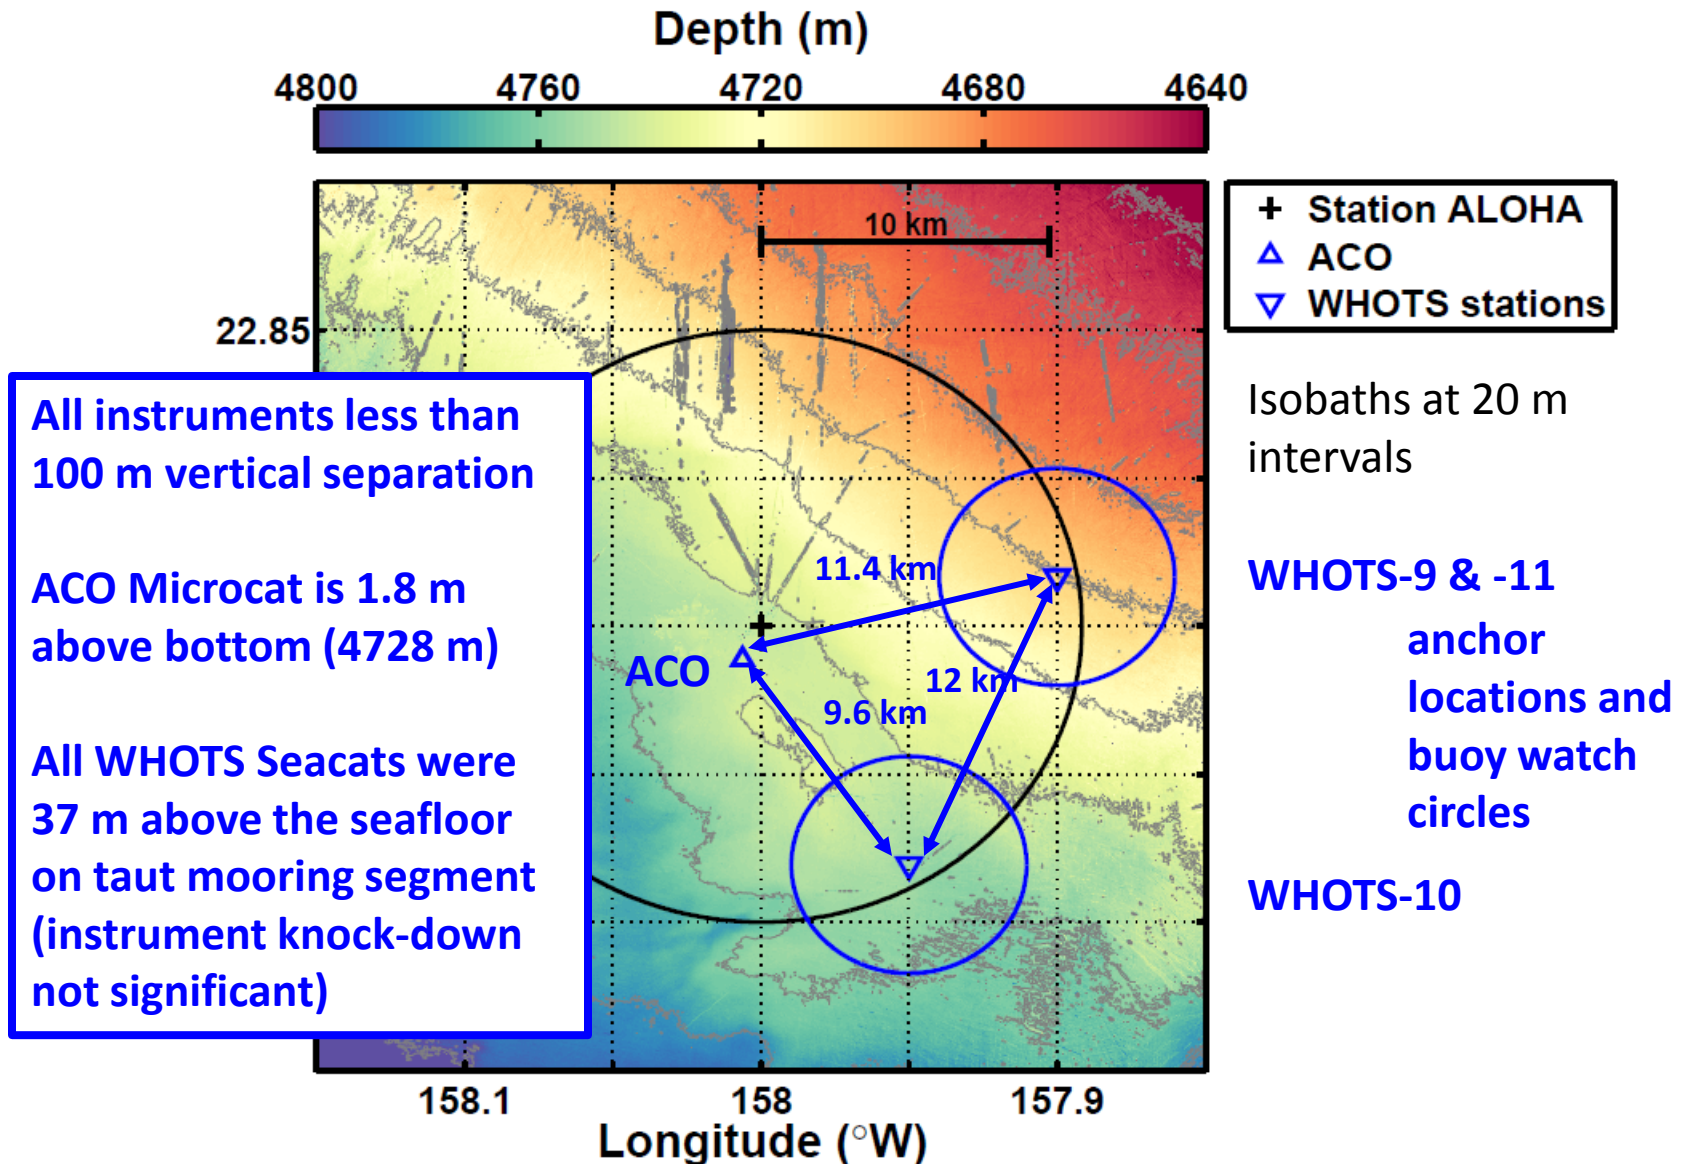 Depth (m)
4800 4760 4720 4680 4640
10 km
+ Station ALOHA
ACO
WHOTS stations
22.85
All instruments less than
100 m vertical separation
ACO Microcat is 1.8 m
above bottom (4728 m)
All WHOTS Seacats were
37 m above the seafloor
on taut mooring segment
(instrument knock-down
not significant)
11.4 km
ACO
12 km
9.6 km
Isobaths at 20 m
intervals
WHOTS-9 & -11
anchor
locations and
buoy watch
circles
WHOTS-10
158.1 158 157.9
Longitude (°W)